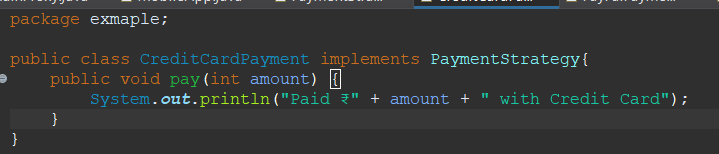 package exmaple;
public class CreditCardPayment implements PaymentStrategy{
public void pay(int amount) {
System.out.println("Paid ₹" + amount + " with Credit Card");
}
}